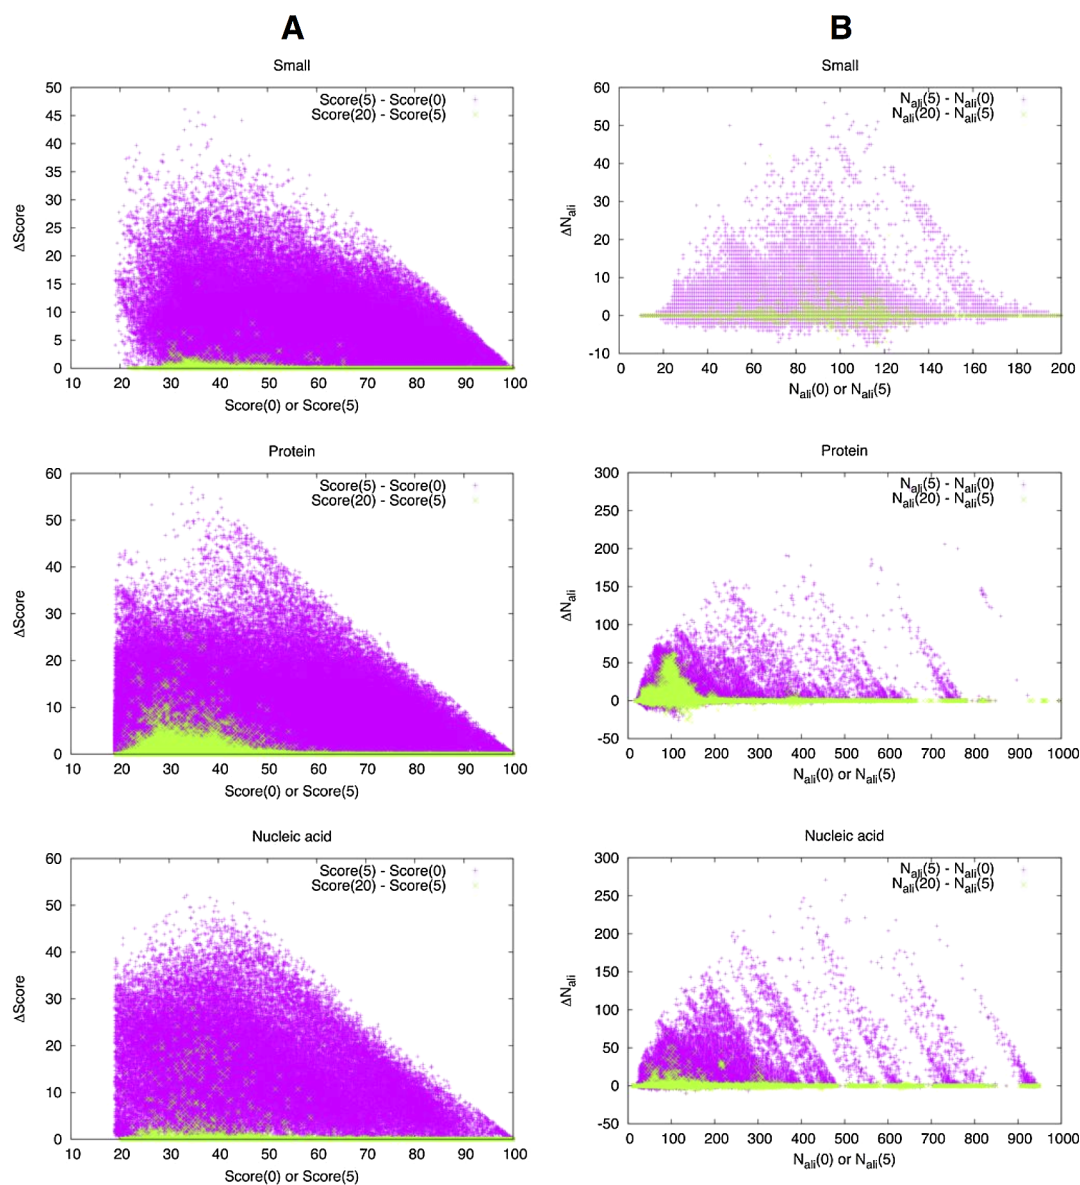 A
B
Small
50
45
40
35
30
25
20
15
10
5
0
ΔScore
Score(5) - Score(0)
Score(20) - Score(5)
10 20 30 40 50 60 70 80 90 100
Score(0) or Score(5)
Small
60
50
40
30
20
10
0
-10
ΔNali
Nali(5) - Nali(0)
Nali(20) - Nali(5)
0 20 40 60 80 100 120 140 160 180 200
Nali(0) or Nali(5)
Protein
60
50
40
30
20
10
0
ΔScore
Score(5) - Score(0)
Score(20) - Score(5)
10 20 30 40 50 60 70 80 90 100
Score(0) or Score(5)
Protein
300
250
200
150
100
50
0
-50
ΔNali
Nali(5) - Nali(0)
Nali(20) - Nali(5)
0 100 200 300 400 500 600 700 800 900 1000
Nali(0) or Nali(5)
Nucleic acid
60
50
40
30
20
10
0
ΔScore
Score(5) - Score(0)
Score(20) - Score(5)
10 20 30 40 50 60 70 80 90 100
Score(0) or Score(5)
Nucleic acid
300
250
200
150
100
50
0
-50
ΔNali
Nali(5) - Nali(0)
Nali(20) - Nali(5)
0 100 200 300 400 500 600 700 800 900 1000
Nali(0) or Nali(5)